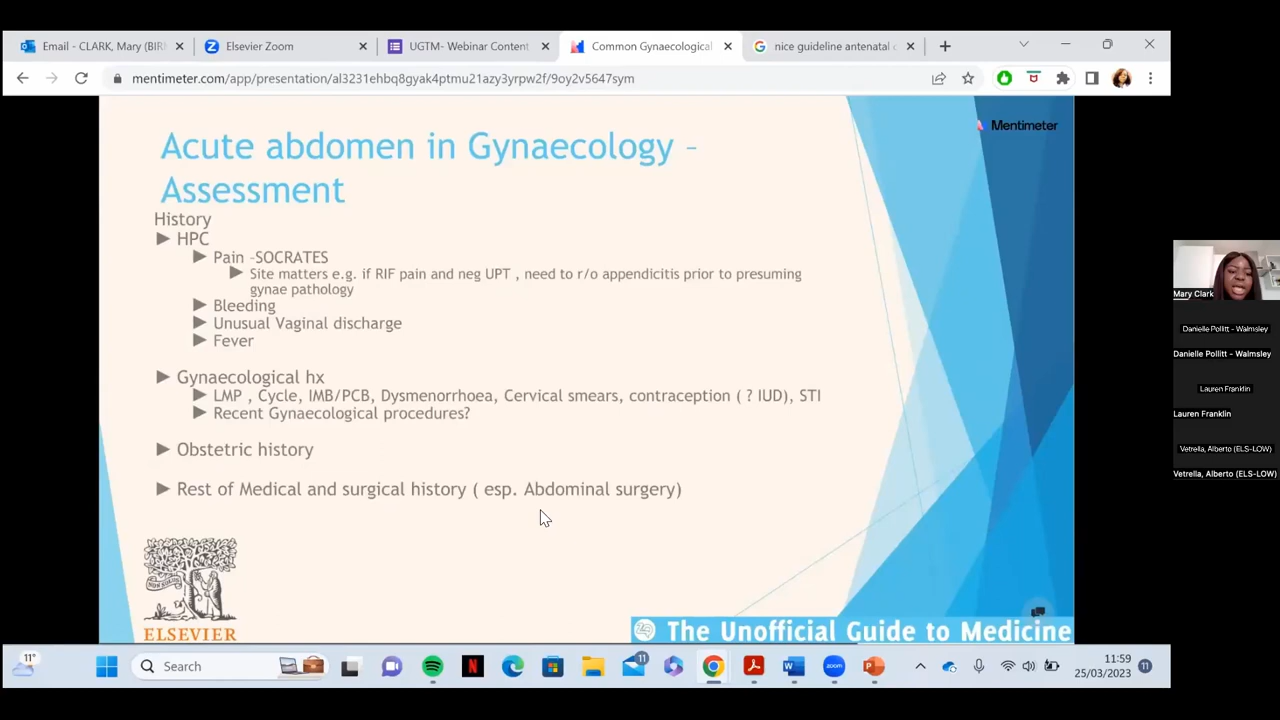 Email - CLARK, Mary (BIRI
Elsevier Zoom
UGTM- Webinar Content
Common Gynaecological
nice guideline antenatal c
mentimeter.com/app/presentation/al3231ehbq8gyak4ptmu21azy3yrpw2f/9oy2v5647sym
Mentimeter
Acute abdomen in Gynaecology –
Assessment
History
HPC
Pain –SOCRATES
Site matters e.g. if RIF pain and neg UPT , need to r/o appendicitis prior to presuming
gynae pathology
Bleeding
Unusual Vaginal discharge
Fever
Gynaecological hx
LMP , Cycle, IMB/PCB, Dysmenorrhoea, Cervical smears, contraception ( ? IUD), STI
Recent Gynaecological procedures?
Obstetric history
Rest of Medical and surgical history ( esp. Abdominal surgery)
ELSEVIER
The Unofficial Guide to Medicine
Mary Clark
Danielle Pollitt - Walmsley
Danielle Pollitt - Walmsley
Lauren Franklin
Lauren Franklin
Vetrella, Alberto (ELS-LOW)
Vetrella, Alberto (ELS-LOW)
11°
Search
11
zoom
11:59
25/03/2023
11